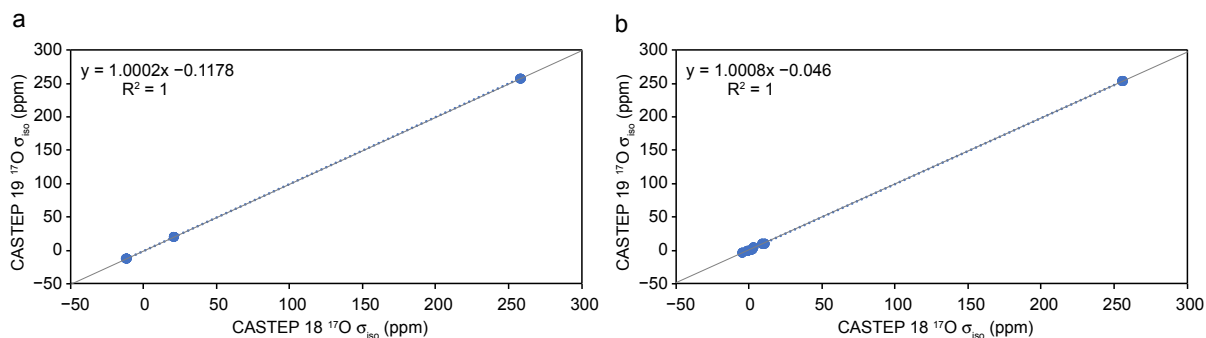 a
y = 1.0002x −0.1178
R² = 1
300
250
200
150
100
50
0
−50
CASTEP 19 ¹⁷O σiso (ppm)
−50 0 50 100 150 200 250 300
CASTEP 18 ¹⁷O σiso (ppm)
b
y = 1.0008x −0.046
R² = 1
300
250
200
150
100
50
0
−50
CASTEP 19 ¹⁷O σiso (ppm)
−50 0 50 100 150 200 250 300
CASTEP 18 ¹⁷O σiso (ppm)